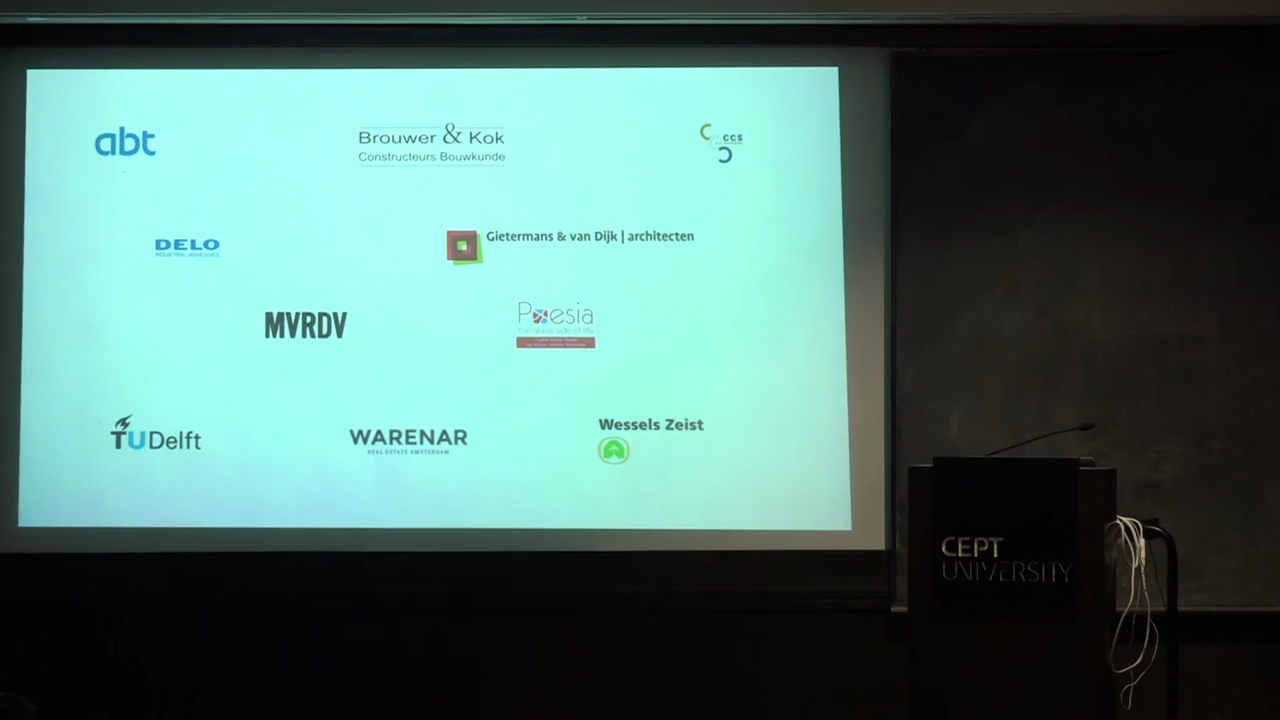 abt
Brouwer & Kok
Constructeurs Bouwkunde
ccs
DELO
INDUSTRIAL ADHESIVES
Gietermans & van Dijk | architecten
MVRDV
Poesia
the glass side of life
TU Delft
WARENAR
REAL ESTATE AMSTERDAM
Wessels Zeist
CEPT
UNIVERSITY